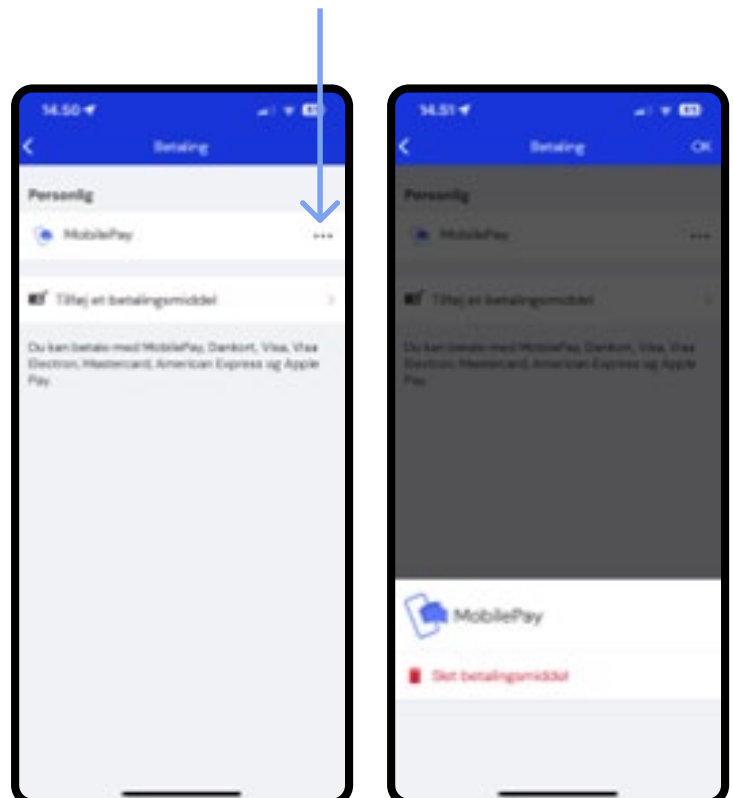 14.50
Betaling
Personlig
MobilePay
Tilføj et betalingsmiddel
Du kan betale med MobilePay, Dankort, Visa, Visa
Electron, Mastercard, American Express og Apple
Pay.
14.51
Betaling
OK
Personlig
MobilePay
Tilføj et betalingsmiddel
Du kan betale med MobilePay, Dankort, Visa, Visa
Electron, Mastercard, American Express og Apple
Pay.
MobilePay
Slet betalingsmiddel